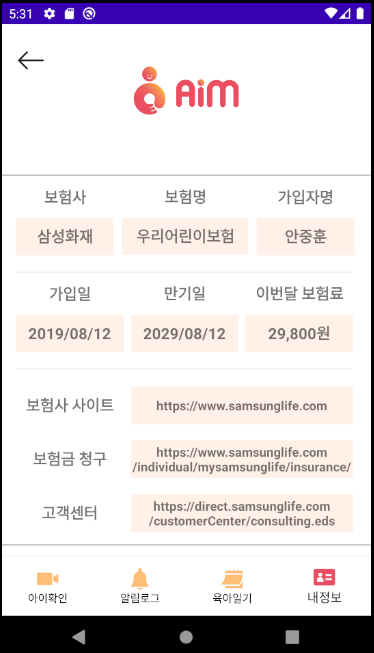 5:31
AiM
보험사 보험명 가입자명
삼성화재 우리어린이보험 안중훈
가입일 만기일 이번달 보험료
2019/08/12 2029/08/12 29,800원
보험사 사이트 https://www.samsunglife.com
보험금 청구 https://www.samsunglife.com
/individual/mysamsunglife/insurance/
고객센터 https://direct.samsunglife.com
/customerCenter/consulting.eds
아이확인 알림로그 육아일기 내정보